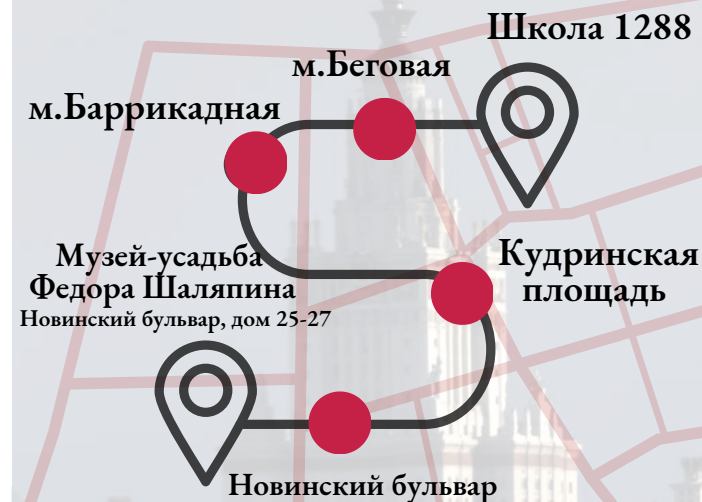 Школа 1288
м.Беговая
м.Баррикадная
Кудринская
площадь
Музей-усадьба
Федора Шаляпина
Новинский бульвар, дом 25-27
Новинский бульвар